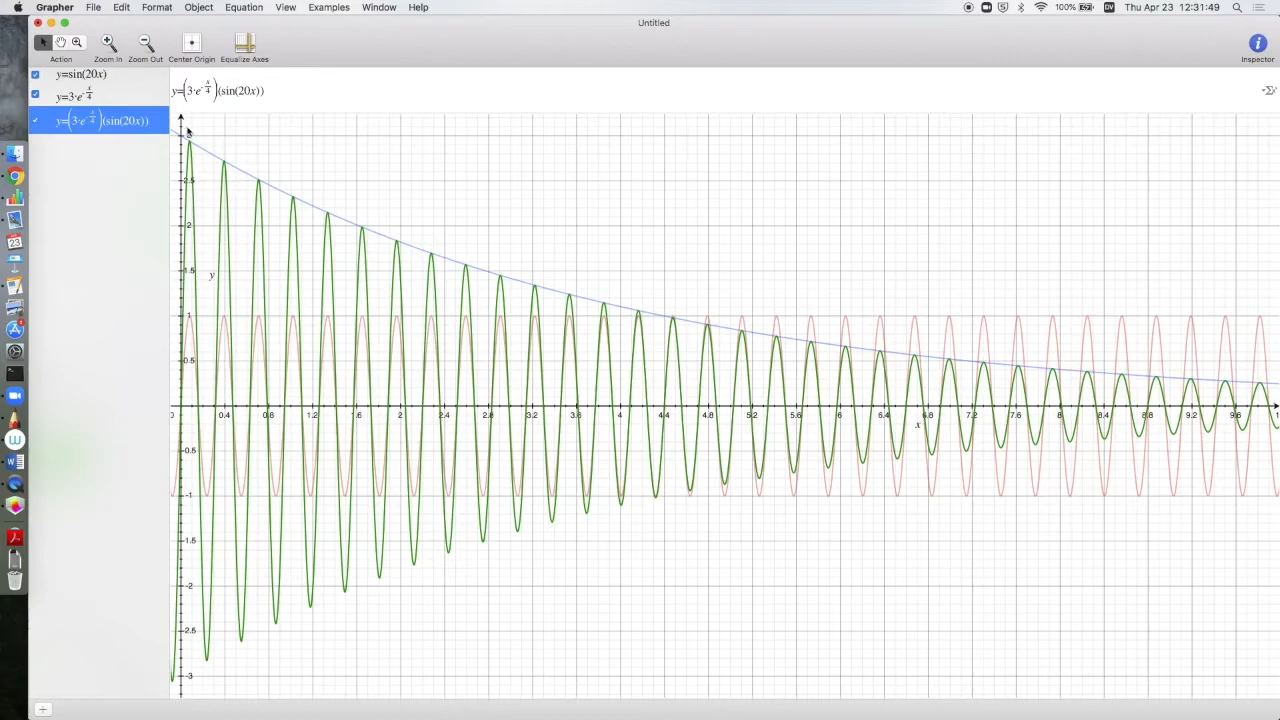 Grapher File Edit Format Object Equation View Examples Window Help 100% DV Thu Apr 23 12:31:49
Untitled
Action Zoom In Zoom Out Center Origin Equalize Axes Inspector
y=sin(20x)
y=3·e^-x/4
y=(3·e^-x/4)(sin(20x))
y=(3·e^-x/4)(sin(20x))
3
2.5
2
1.5
y
1
0.5
0 0.4 0.8 1.2 1.6 2 2.4 2.8 3.2 3.6 4 4.4 4.8 5.2 5.6 6 6.4 6.8 7.2 7.6 8 8.4 8.8 9.2 9.6
x
-0.5
-1
-1.5
-2
-2.5
-3
23
W
W
+